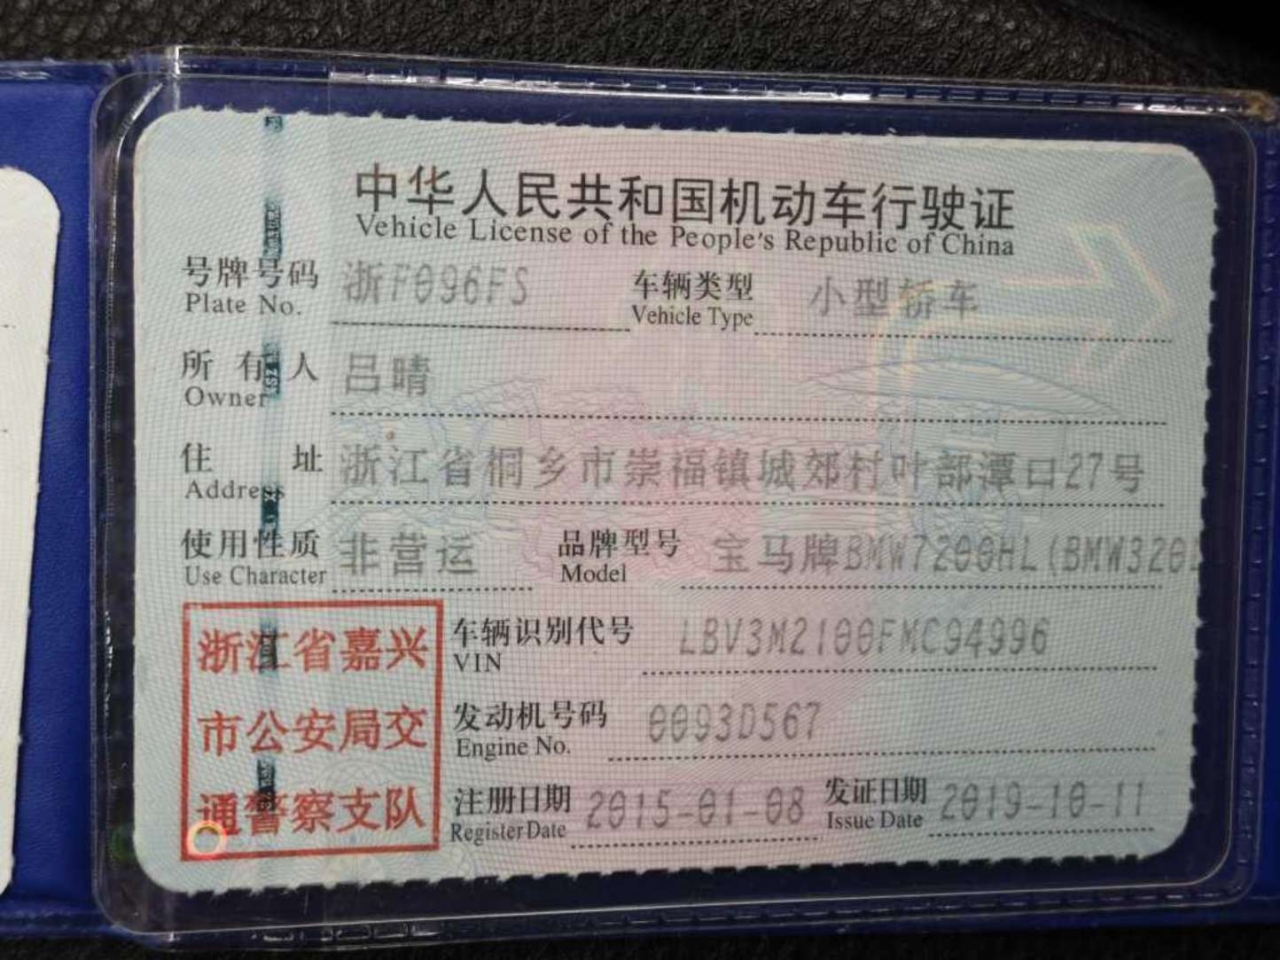 中华人民共和国机动车行驶证
Vehicle License of the People's Republic of China
号牌号码 浙F096FS 车辆类型 小型轿车
Plate No. Vehicle Type
所有人 吕晴
Owner
住址 浙江省桐乡市崇福镇城郊村叶部潭口27号
Address
使用性质 非营运 品牌型号 宝马牌BMW7200HL(BMW320L
Use Character Model
浙江省嘉兴
市公安局交
通警察支队
车辆识别代号 LBV3M2100FMC94996
VIN
发动机号码 0093D567
Engine No.
注册日期 2015-01-08 发证日期 2019-10-11
Register Date Issue Date